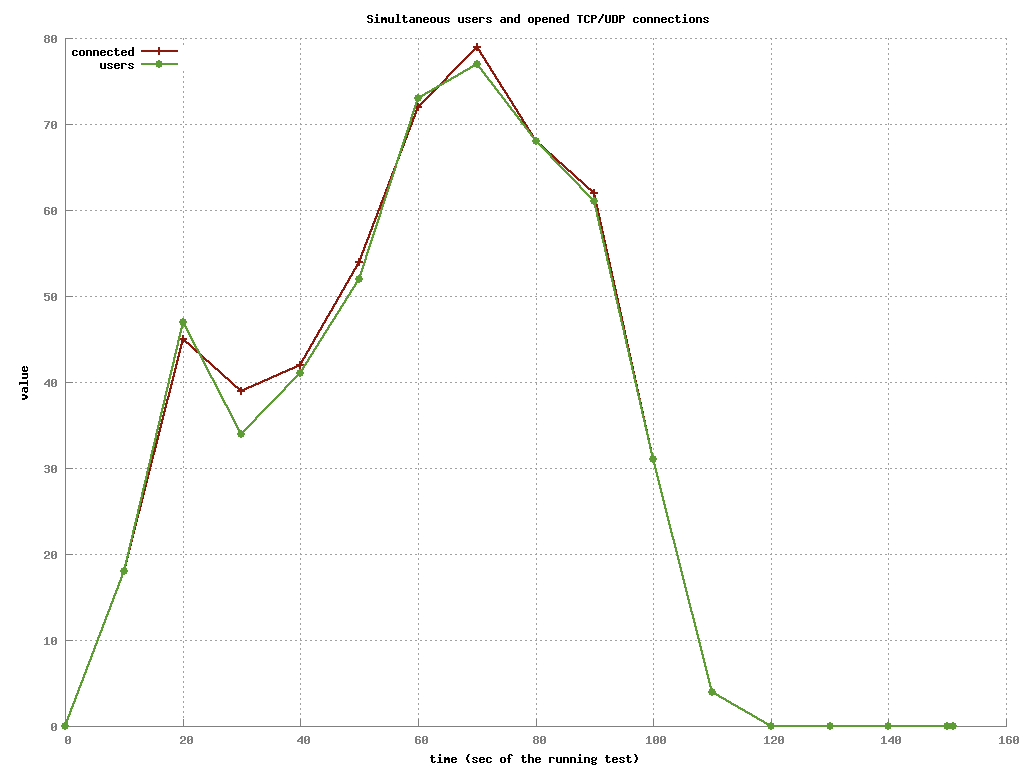 Simultaneous users and opened TCP/UDP connections
80
connected
users
70
60
50
value
40
30
20
10
0
0 20 40 60 80 100 120 140 160
time (sec of the running test)